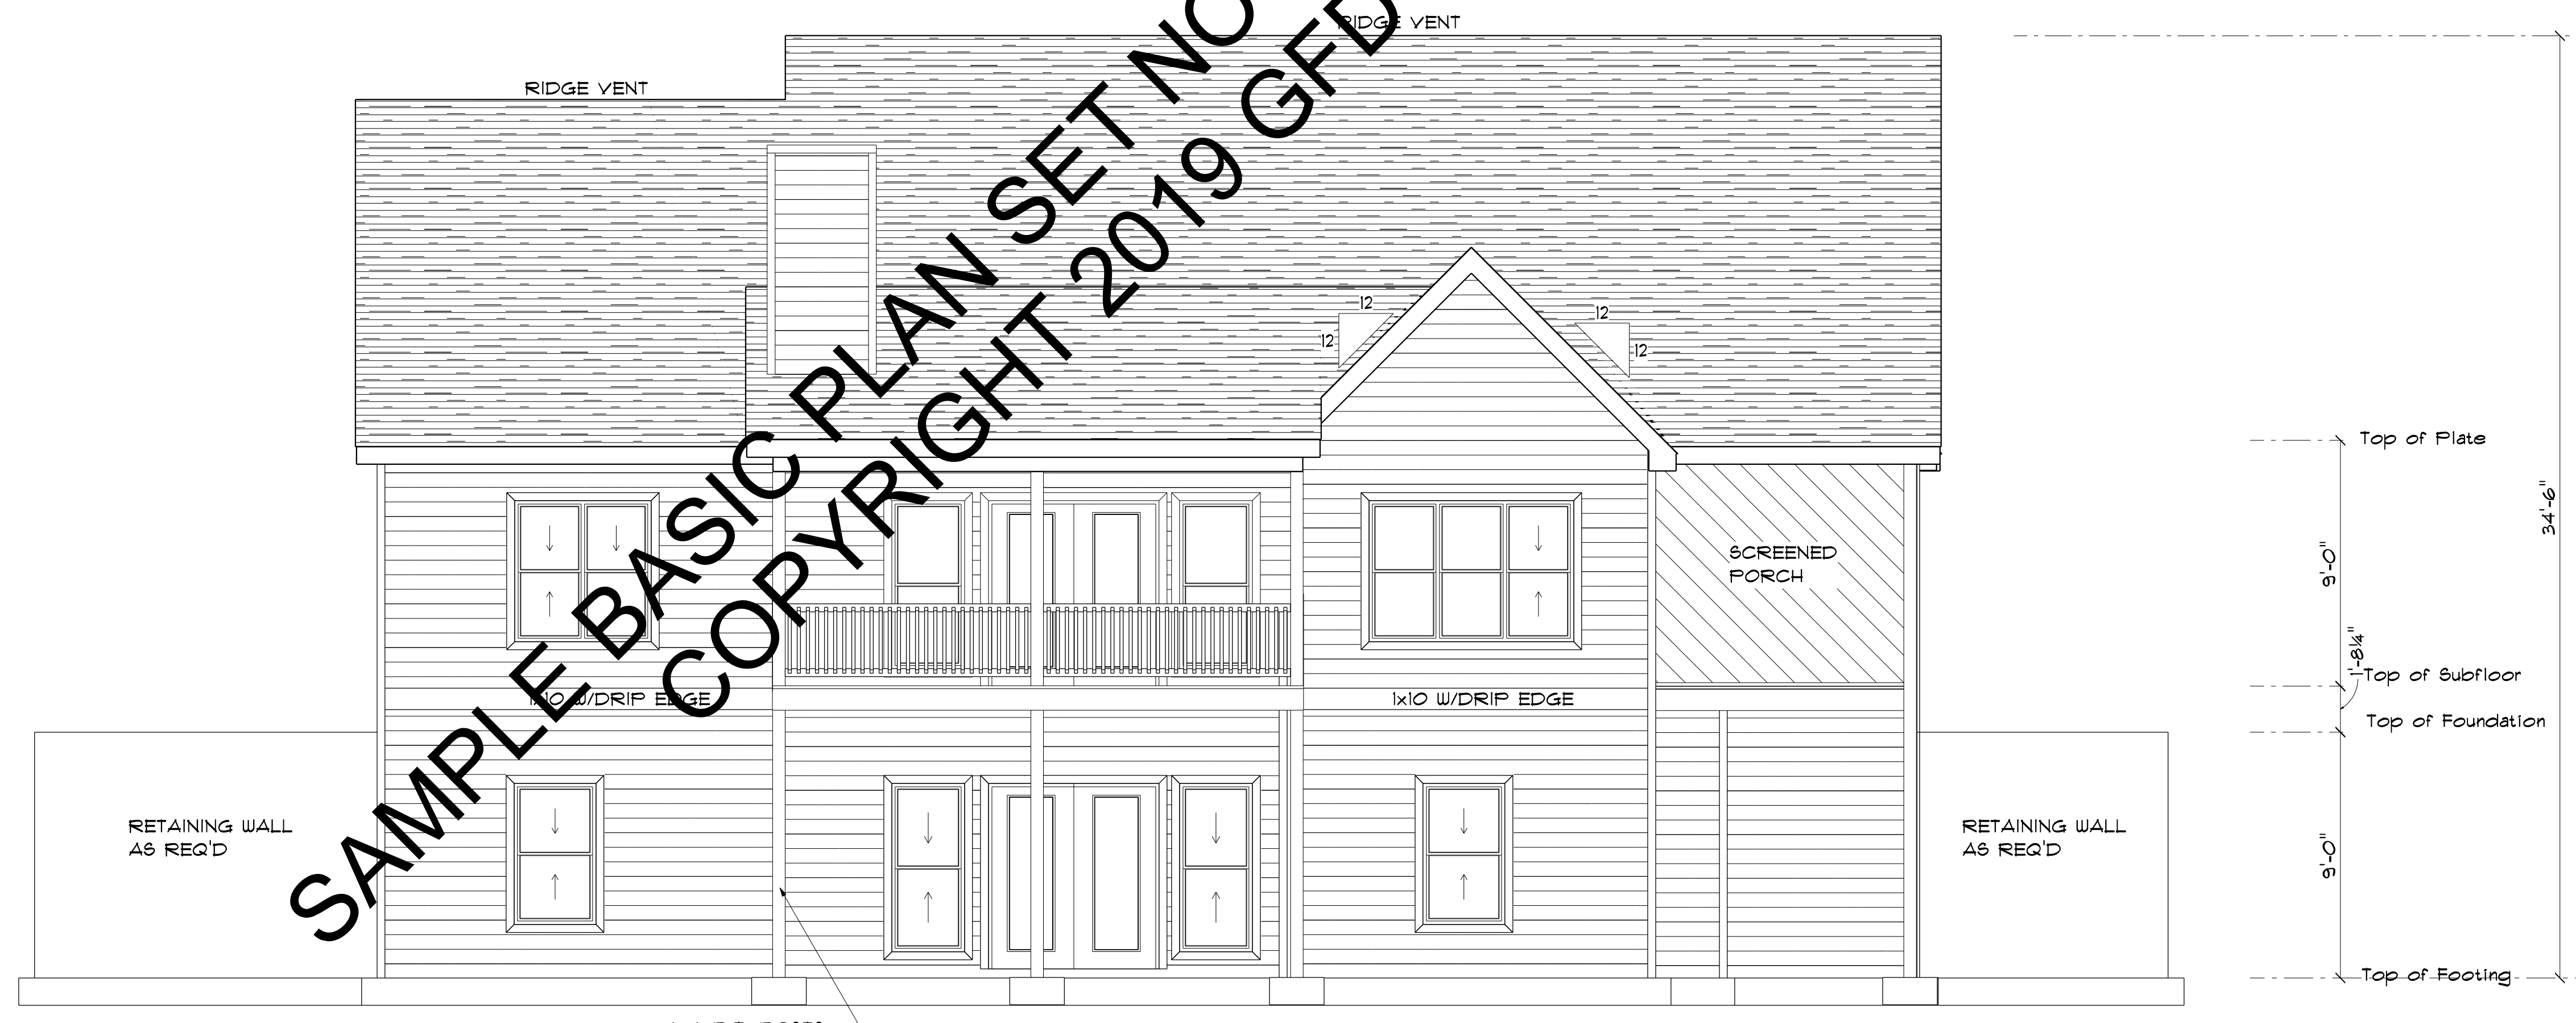 RIDGE VENT
RIDGE VENT
12
12
12
12
Top of Plate
34'-6"
9'-0"
SCREENED
PORCH
1'-8¼"
Top of Subfloor
1x10 W/DRIP EDGE
1x10 W/DRIP EDGE
Top of Foundation
RETAINING WALL
AS REQ'D
RETAINING WALL
AS REQ'D
9'-0"
Top of Footing
SAMPLE BASIC PLAN SET NO
COPYRIGHT 2019 GFD